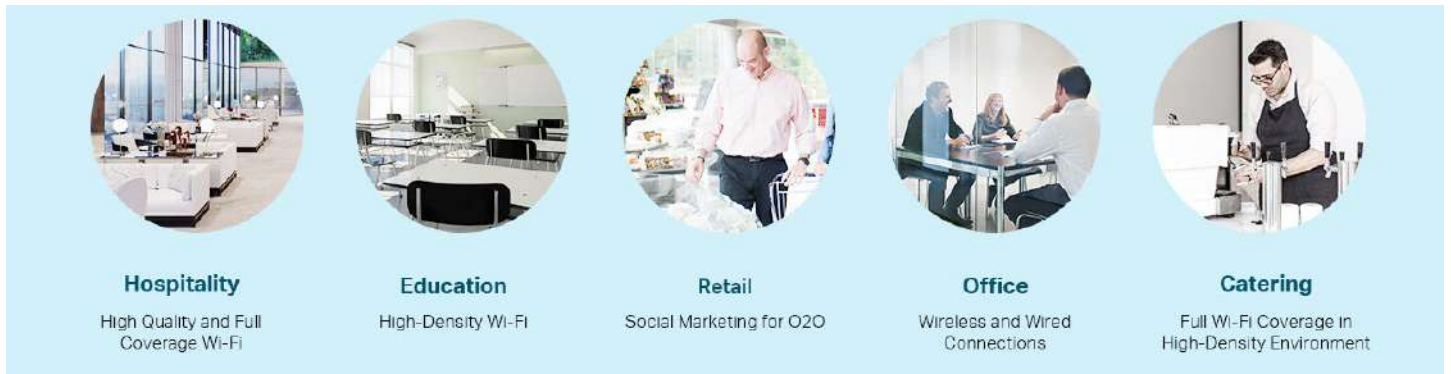 Hospitality
High Quality and Full
Coverage Wi-Fi
Education
High-Density Wi-Fi
Retail
Social Marketing for O2O
Office
Wireless and Wired
Connections
Catering
Full Wi-Fi Coverage in
High-Density Environment